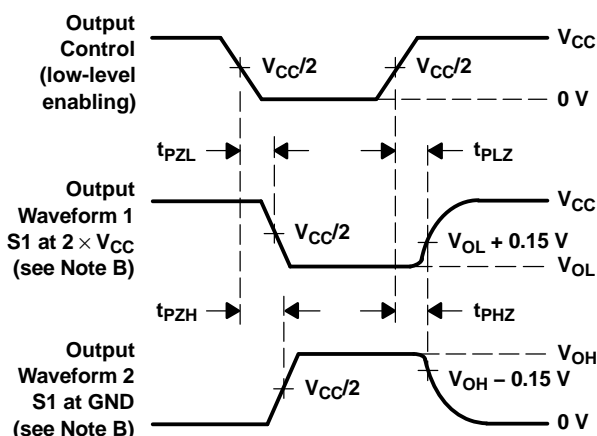 Output
Control
(low-level
enabling)
VCC/2
VCC/2
VCC
0 V
tPZL
tPLZ
Output
Waveform 1
S1 at 2 × VCC
(see Note B)
VCC/2
VCC
VOL + 0.15 V
VOL
tPZH
tPHZ
Output
Waveform 2
S1 at GND
(see Note B)
VCC/2
VOH
VOH − 0.15 V
0 V